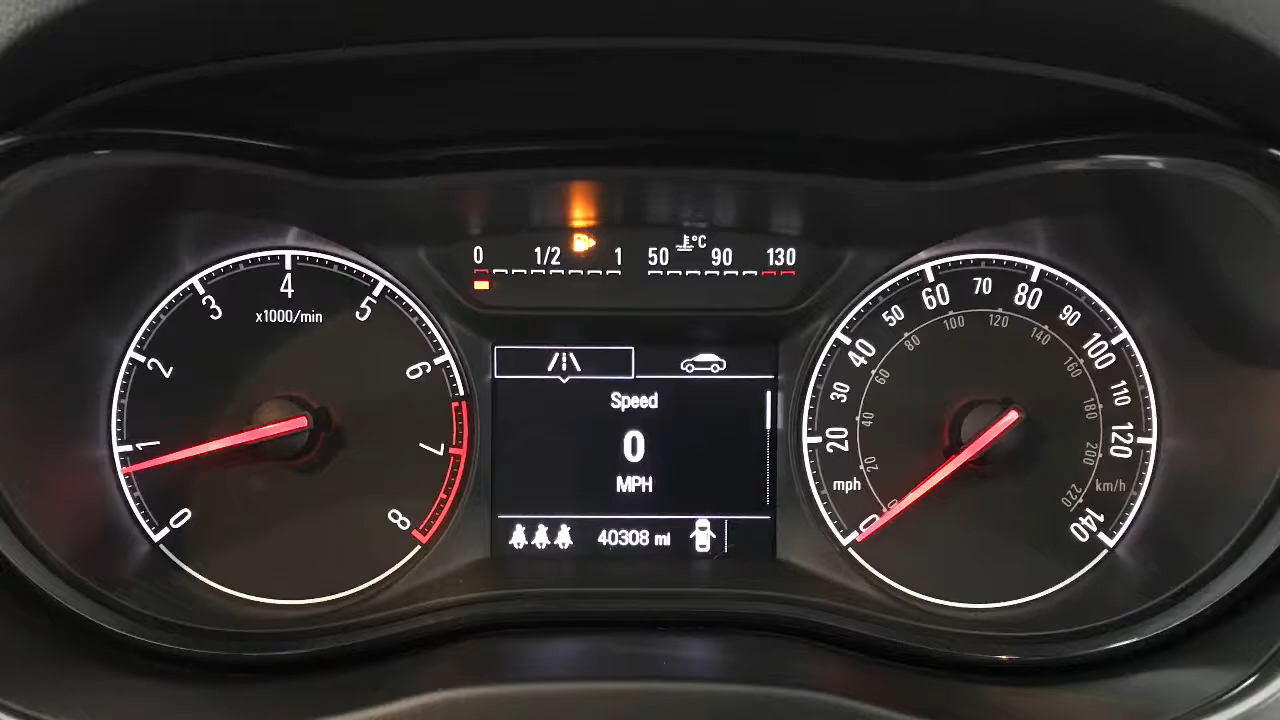 0 1/2 1 50 °C 90 130
0 1 2 3 4 5 6 7 8
x1000/min
Speed
0
MPH
40308 mi
0 20 30 40 50 60 70 80 90 100 110 120 140
mph
0 20 40 60 80 100 120 140 160 180 200 220
km/h